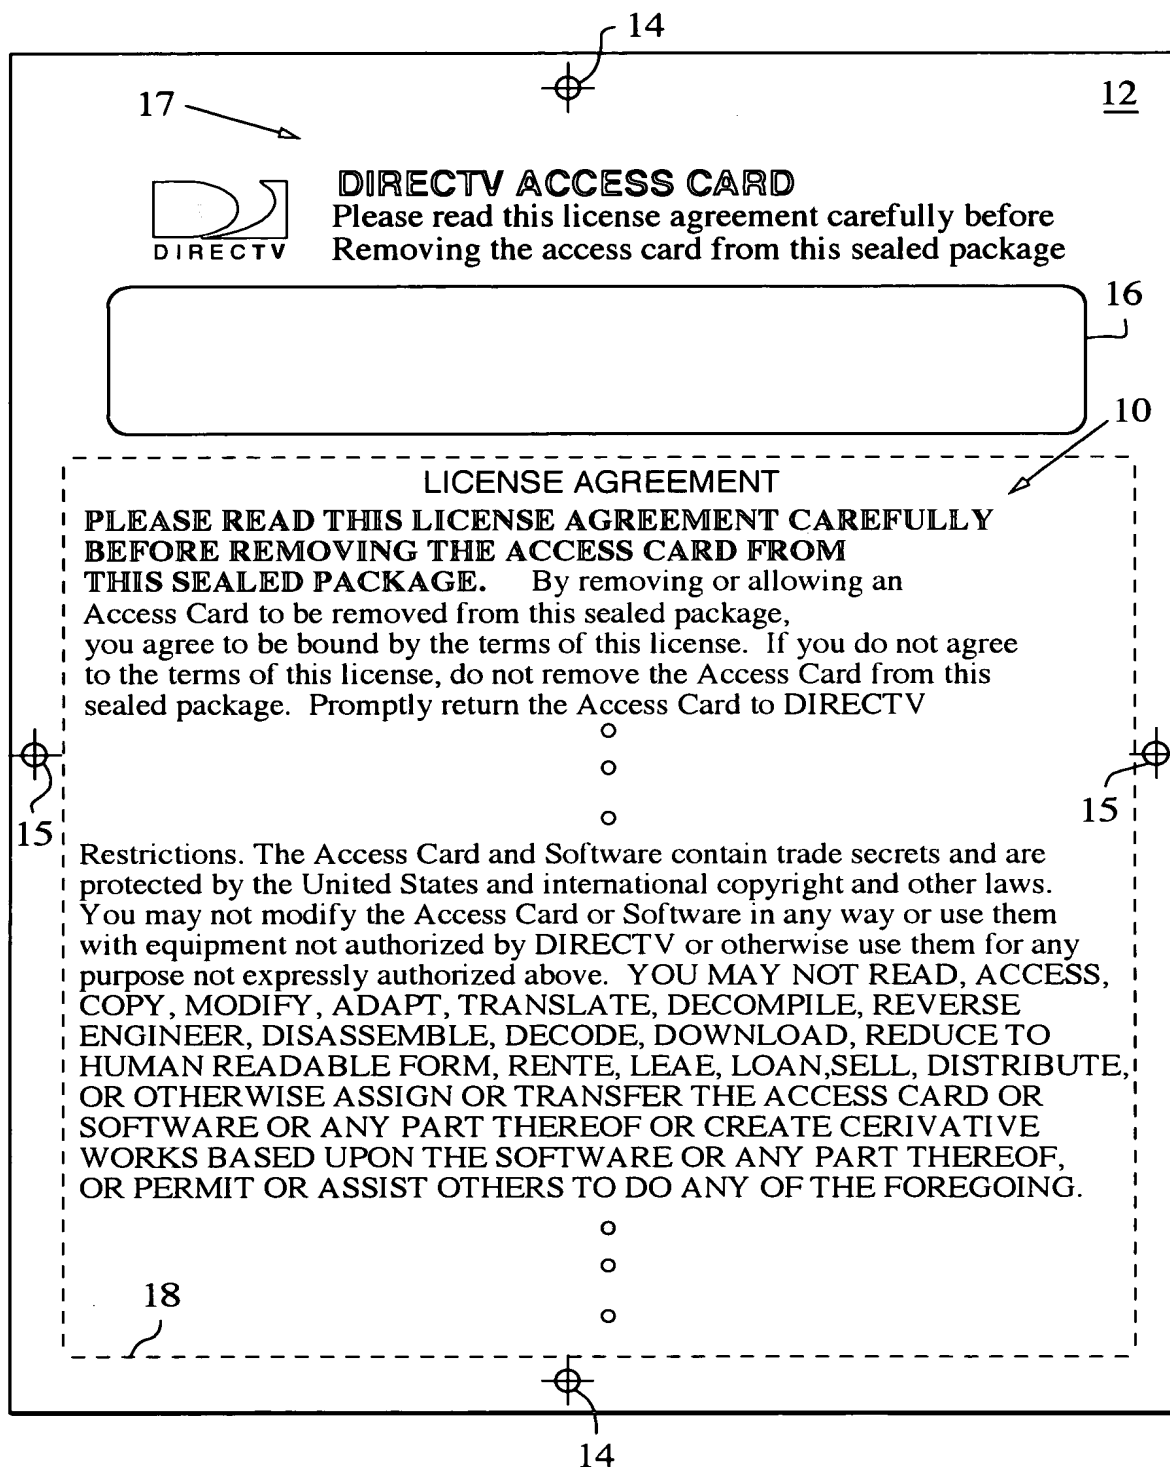 14
12
17
DIRECTV ACCESS CARD
Please read this license agreement carefully before
DIRECTV
Removing the access card from this sealed package
16
10
LICENSE AGREEMENT
PLEASE READ THIS LICENSE AGREEMENT CAREFULLY
BEFORE REMOVING THE ACCESS CARD FROM
THIS SEALED PACKAGE. By removing or allowing an
Access Card to be removed from this sealed package,
you agree to be bound by the terms of this license. If you do not agree
to the terms of this license, do not remove the Access Card from this
sealed package. Promptly return the Access Card to DIRECTV
15
15
Restrictions. The Access Card and Software contain trade secrets and are
protected by the United States and international copyright and other laws.
You may not modify the Access Card or Software in any way or use them
with equipment not authorized by DIRECTV or otherwise use them for any
purpose not expressly authorized above. YOU MAY NOT READ, ACCESS,
COPY, MODIFY, ADAPT, TRANSLATE, DECOMPILE, REVERSE
ENGINEER, DISASSEMBLE, DECODE, DOWNLOAD, REDUCE TO
HUMAN READABLE FORM, RENTE, LEAE, LOAN,SELL, DISTRIBUTE,
OR OTHERWISE ASSIGN OR TRANSFER THE ACCESS CARD OR
SOFTWARE OR ANY PART THEREOF OR CREATE CERIVATIVE
WORKS BASED UPON THE SOFTWARE OR ANY PART THEREOF,
OR PERMIT OR ASSIST OTHERS TO DO ANY OF THE FOREGOING.
18
14